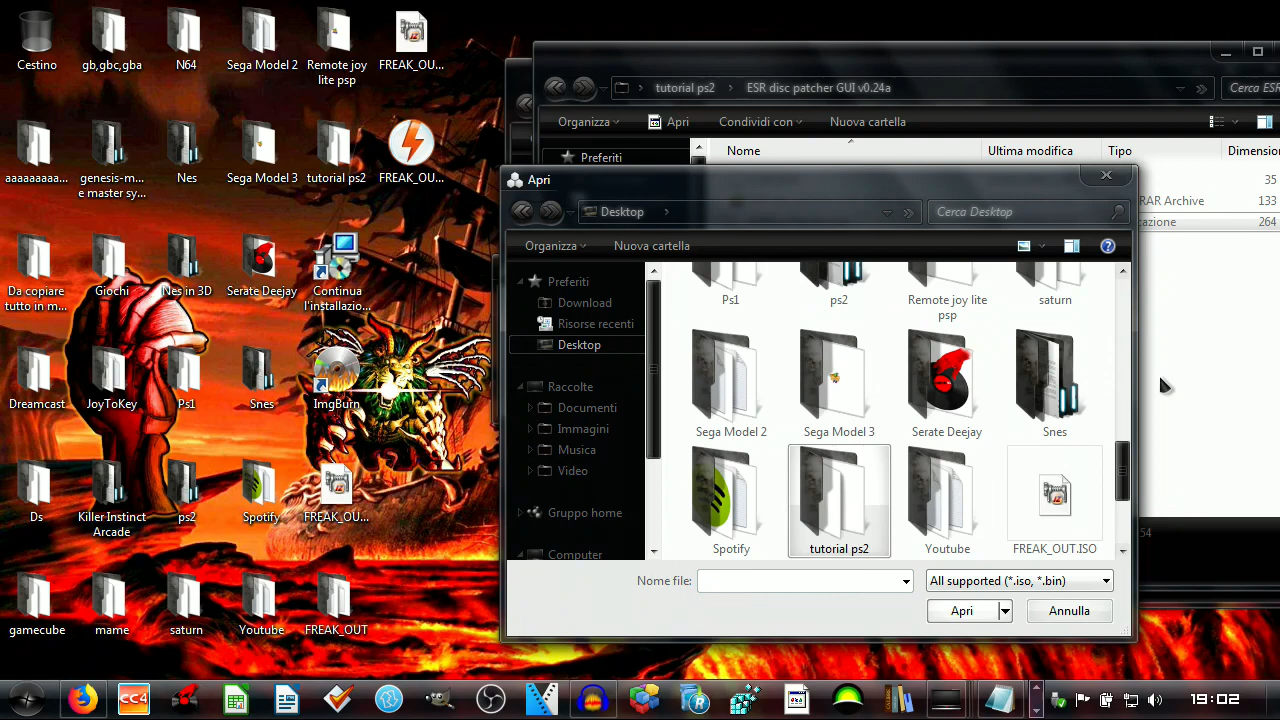 Cestino
gb,gbc,gba
N64
Sega Model 2
Remote joy
lite psp
FREAK_OU...
aaaaaaaaa...
genesis-m...
e master sy...
Nes
Sega Model 3
tutorial ps2
FREAK_OU...
Da copiare
tutto in m...
Giochi
Nes in 3D
Serate Deejay
Continua
l'installazio...
Dreamcast
JoyToKey
Ps1
Snes
ImgBurn
Ds
Killer Instinct
Arcade
ps2
Spotify
FREAK_OU...
gamecube
mame
saturn
Youtube
FREAK_OUT
tutorial ps2
ESR disc patcher GUI v0.24a
Cerca ESR
Organizza
Apri
Condividi con
Nuova cartella
Preferiti
Nome
Ultima modifica
Tipo
Dimension
35
RAR Archive
133
cazione
264
54
Apri
Desktop
Cerca Desktop
Organizza
Nuova cartella
Preferiti
Download
Risorse recenti
Desktop
Raccolte
Documenti
Immagini
Musica
Video
Gruppo home
Computer
Ps1
ps2
Remote joy lite
psp
saturn
Sega Model 2
Sega Model 3
Serate Deejay
Snes
Spotify
tutorial ps2
Youtube
FREAK_OUT.ISO
Nome file:
All supported (*.iso, *.bin)
Apri
Annulla
CC4
19:02